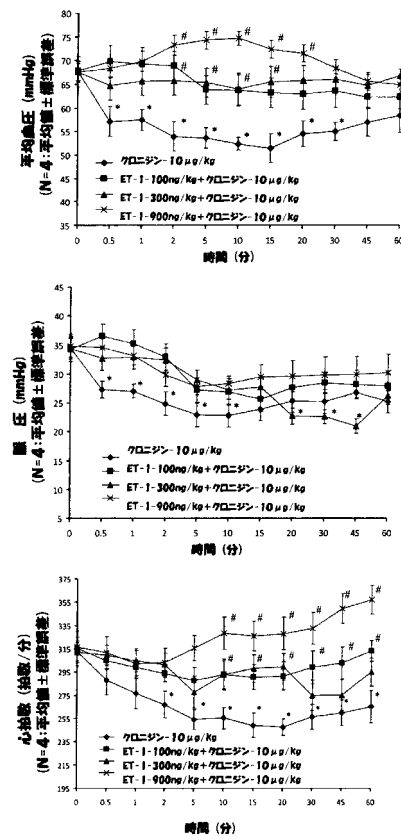 平均血圧 (mmHg)
(N=4:平均値±標準誤差)
80
75
70
65
60
55
50
45
40
35
0 0.5 1 2 5 10 15 20 30 45 60
# # # # # #
* * * * * * * *
クロニジン-10μg/kg
ET-1-100ng/kg+クロニジン-10μg/kg
ET-1-300ng/kg+クロニジン-10μg/kg
ET-1-900ng/kg+クロニジン-10μg/kg
時間 (分)
脈 圧 (mmHg)
(N=4:平均値±標準誤差)
45
40
35
30
25
20
15
10
5
0 0.5 1 2 5 10 15 20 30 45 60
* * * * * * * *
クロニジン-10μg/kg
ET-1-100ng/kg+クロニジン-10μg/kg
ET-1-300ng/kg+クロニジン-10μg/kg
ET-1-900ng/kg+クロニジン-10μg/kg
時間 (分)
心拍数 (拍数/分)
(N=4:平均値±標準誤差)
375
355
335
315
295
275
255
235
215
195
0 0.5 1 2 5 10 15 20 30 45 60
# # # # # #
# # # # # #
* * * * * * * *
クロニジン-10μg/kg
ET-1-100ng/kg+クロニジン-10μg/kg
ET-1-300ng/kg+クロニジン-10μg/kg
ET-1-900ng/kg+クロニジン-10μg/kg
時間 (分)